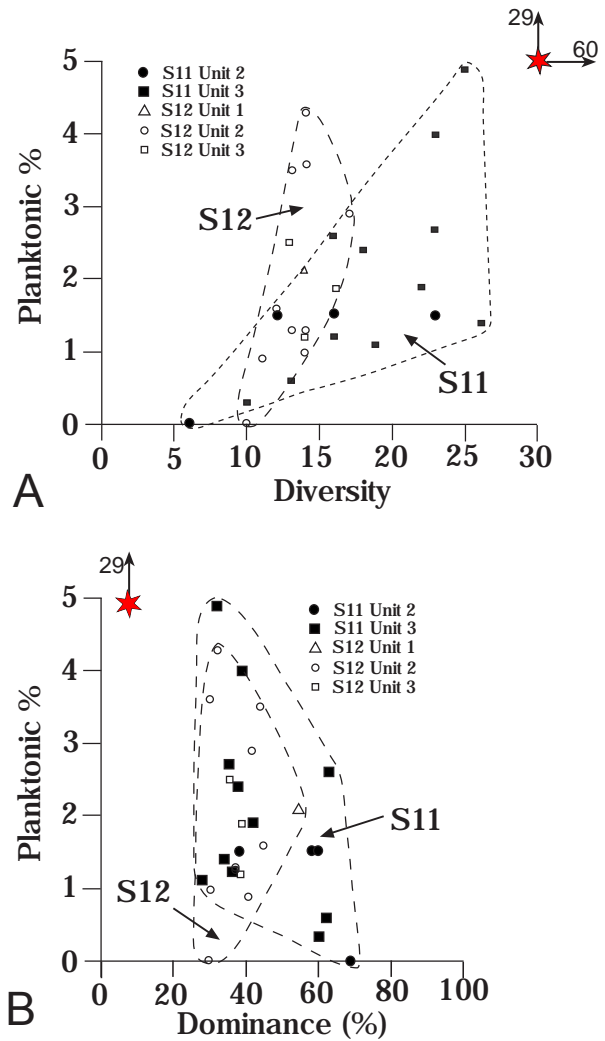 29
60
5
4
3
2
1
0
Planktonic %
S11 Unit 2
S11 Unit 3
S12 Unit 1
S12 Unit 2
S12 Unit 3
S12
S11
0 5 10 15 20 25 30
Diversity
A
29
5
4
3
2
1
0
Planktonic %
S11 Unit 2
S11 Unit 3
S12 Unit 1
S12 Unit 2
S12 Unit 3
S11
S12
0 20 40 60 80 100
Dominance (%)
B